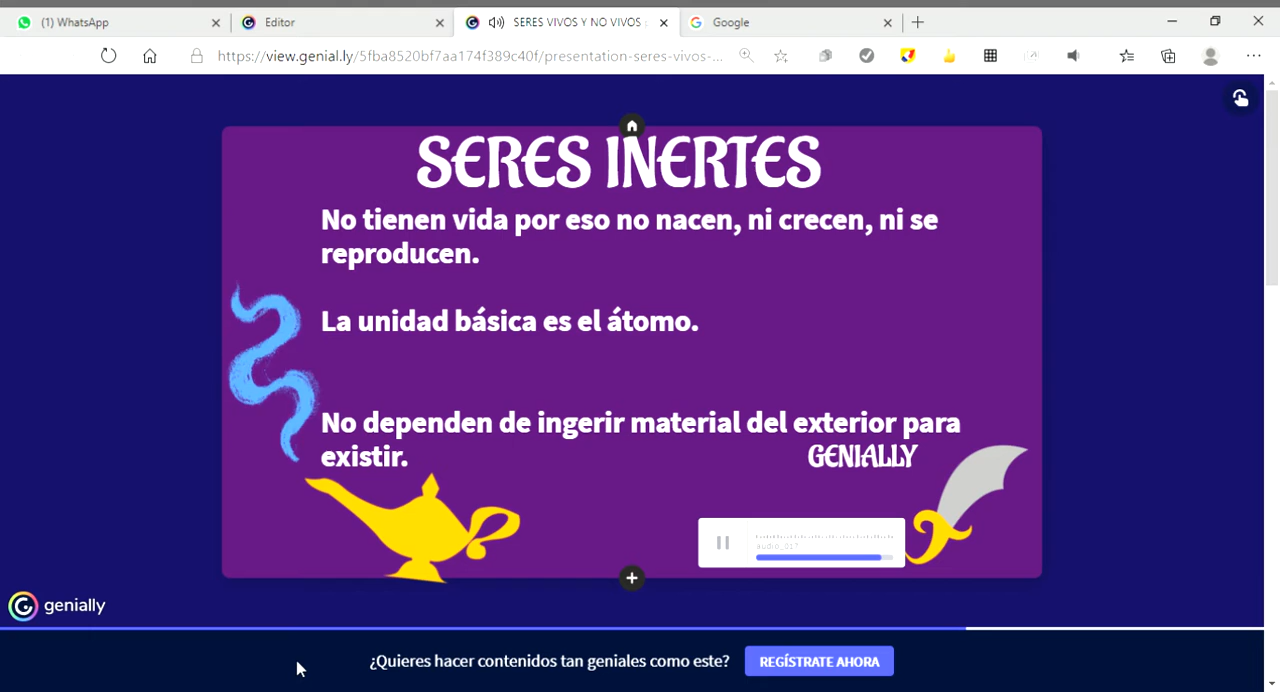 (1) WhatsApp
Editor
SERES VIVOS Y NO VIVOS
Google
https://view.genial.ly/5fba8520bf7aa174f389c40f/presentation-seres-vivos-...
SERES INERTES
No tienen vida por eso no nacen, ni crecen, ni se
reproducen.
La unidad básica es el átomo.
No dependen de ingerir material del exterior para
existir.
GENIALLY
genially
¿Quieres hacer contenidos tan geniales como este?
REGÍSTRATE AHORA